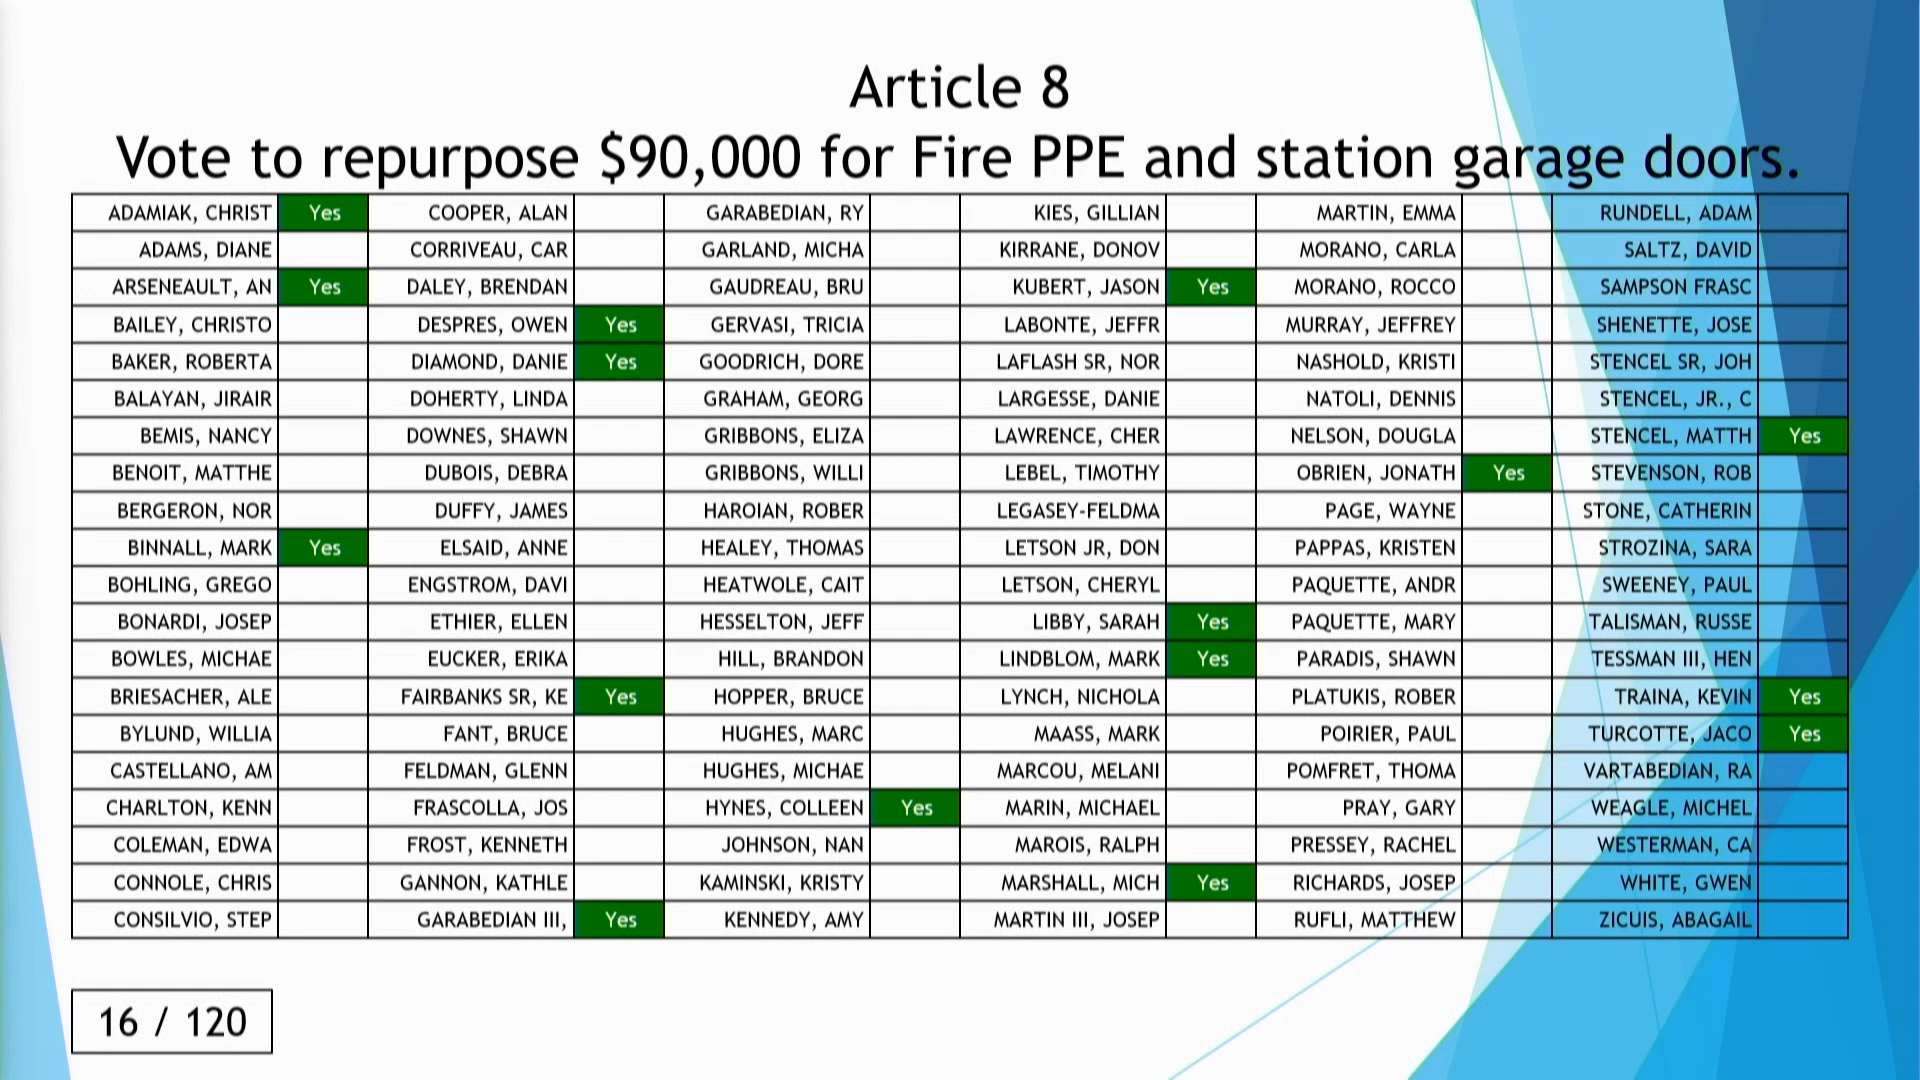 Article 8
Vote to repurpose $90,000 for Fire PPE and station garage doors.
ADAMIAK, CHRIST Yes COOPER, ALAN GARABEDIAN, RY KIES, GILLIAN MARTIN, EMMA RUNDELL, ADAM
ADAMS, DIANE CORRIVEAU, CAR GARLAND, MICHA KIRRANE, DONOV MORANO, CARLA SALTZ, DAVID
ARSENEAULT, AN Yes DALEY, BRENDAN GAUDREAU, BRU KUBERT, JASON Yes MORANO, ROCCO SAMPSON FRASC
BAILEY, CHRISTO DESPRES, OWEN Yes GERVASI, TRICIA LABONTE, JEFFR MURRAY, JEFFREY SHENETTE, JOSE
BAKER, ROBERTA DIAMOND, DANIE Yes GOODRICH, DORE LAFLASH SR, NOR NASHOLD, KRISTI STENCEL SR, JOH
BALAYAN, JIRAIR DOHERTY, LINDA GRAHAM, GEORG LARGESSE, DANIE NATOLI, DENNIS STENCEL, JR., C
BEMIS, NANCY DOWNES, SHAWN GRIBBONS, ELIZA LAWRENCE, CHER NELSON, DOUGLA STENCEL, MATTH Yes
BENOIT, MATTHE DUBOIS, DEBRA GRIBBONS, WILLI LEBEL, TIMOTHY OBRIEN, JONATH Yes STEVENSON, ROB
BERGERON, NOR DUFFY, JAMES HAROIAN, ROBER LEGASEY-FELDMA PAGE, WAYNE STONE, CATHERIN
BINNALL, MARK Yes ELSAID, ANNE HEALEY, THOMAS LETSON JR, DON PAPPAS, KRISTEN STROZINA, SARA
BOHLING, GREGO ENGSTROM, DAVI HEATWOLE, CAIT LETSON, CHERYL PAQUETTE, ANDR SWEENEY, PAUL
BONARDI, JOSEP ETHIER, ELLEN HESSELTON, JEFF LIBBY, SARAH Yes PAQUETTE, MARY TALISMAN, RUSSE
BOWLES, MICHAE EUCKER, ERIKA HILL, BRANDON LINDBLOM, MARK Yes PARADIS, SHAWN TESSMAN III, HEN
BRIESACHER, ALE FAIRBANKS SR, KE Yes HOPPER, BRUCE LYNCH, NICHOLA PLATUKIS, ROBER TRAINA, KEVIN Yes
BYLUND, WILLIA FANT, BRUCE HUGHES, MARC MAASS, MARK POIRIER, PAUL TURCOTTE, JACO Yes
CASTELLANO, AM FELDMAN, GLENN HUGHES, MICHAE MARCOU, MELANI POMFRET, THOMA VARTABEDIAN, RA
CHARLTON, KENN FRASCOLLA, JOS HYNES, COLLEEN Yes MARIN, MICHAEL PRAY, GARY WEAGLE, MICHEL
COLEMAN, EDWA FROST, KENNETH JOHNSON, NAN MAROIS, RALPH PRESSEY, RACHEL WESTERMAN, CA
CONNOLE, CHRIS GANNON, KATHLE KAMINSKI, KRISTY MARSHALL, MICH Yes RICHARDS, JOSEP WHITE, GWEN
CONSILVIO, STEP GARABEDIAN III, Yes KENNEDY, AMY MARTIN III, JOSEP RUFLI, MATTHEW ZICUIS, ABAGAIL
16 / 120